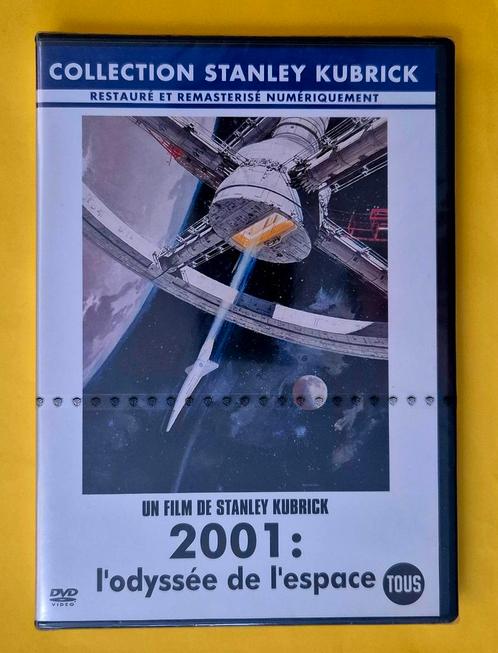 COLLECTION STANLEY KUBRICK
RESTAURÉ ET REMASTERISÉ NUMÉRIQUEMENT
UN FILM DE STANLEY KUBRICK
2001:
l'odyssée de l'espace
TOUS
DVD
VIDEO